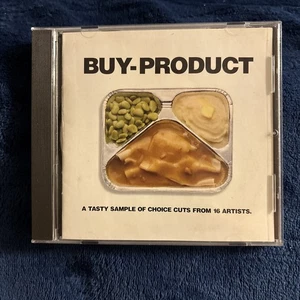 BUY-PRODUCT
A TASTY SAMPLE OF CHOICE CUTS FROM 16 ARTISTS.